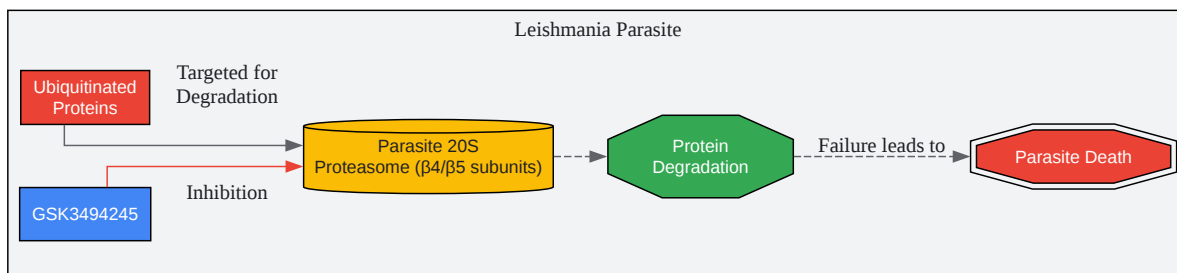 Leishmania Parasite
Ubiquitinated
Proteins
Targeted for
Degradation
Parasite 20S
Proteasome (β4/β5 subunits)
Protein
Degradation
Failure leads to
Parasite Death
Inhibition
GSK3494245